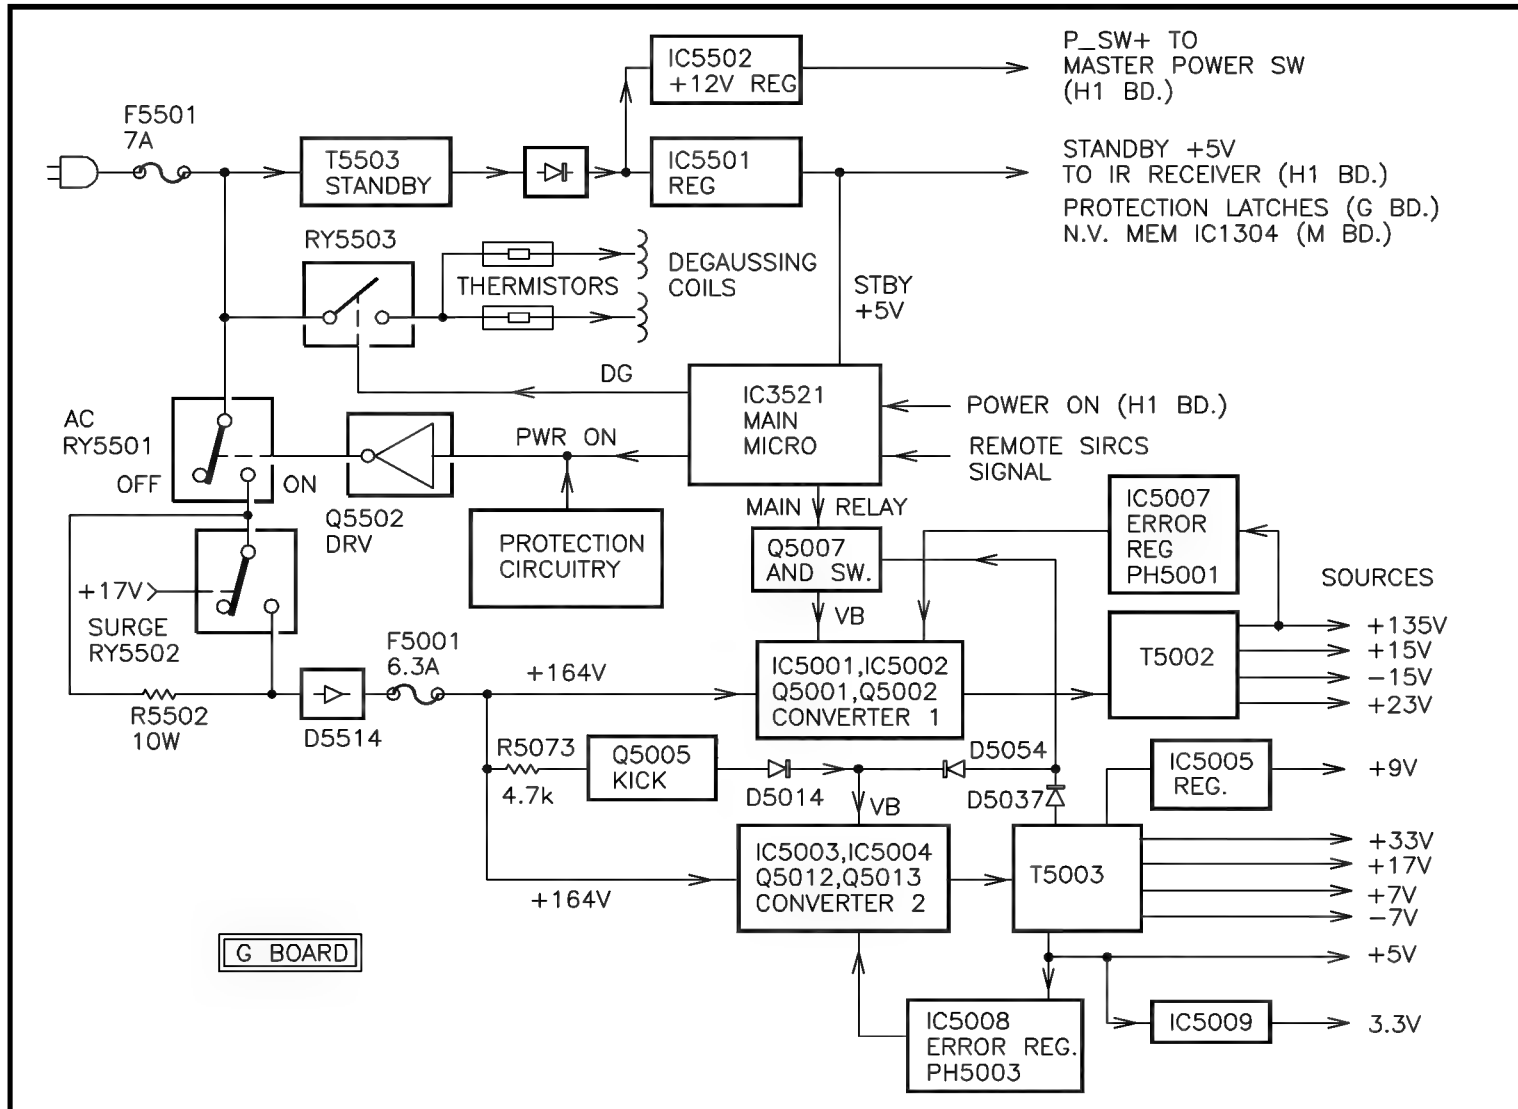 F5501
7A
T5503
STANDBY
IC5502
+12V REG
IC5501
REG
P_SW+ TO
MASTER POWER SW
(H1 BD.)
STANDBY +5V
TO IR RECEIVER (H1 BD.)
PROTECTION LATCHES (G BD.)
N.V. MEM IC1304 (M BD.)
RY5503
THERMISTORS
DEGAUSSING
COILS
STBY
+5V
DG
IC3521
MAIN
MICRO
POWER ON (H1 BD.)
REMOTE SIRCS
SIGNAL
AC
RY5501
OFF
ON
Q5502
DRV
PWR ON
PROTECTION
CIRCUITRY
MAIN RELAY
Q5007
AND SW.
VB
IC5007
ERROR
REG
PH5001
SOURCES
+17V
SURGE
RY5502
R5502
10W
D5514
F5001
6.3A
+164V
IC5001,IC5002
Q5001,Q5002
CONVERTER 1
T5002
+135V
+15V
-15V
+23V
R5073
4.7k
Q5005
KICK
D5014
D5054
D5037
VB
IC5005
REG.
+9V
+164V
IC5003,IC5004
Q5012,Q5013
CONVERTER 2
T5003
+33V
+17V
+7V
-7V
+5V
G BOARD
IC5008
ERROR REG.
PH5003
IC5009
3.3V